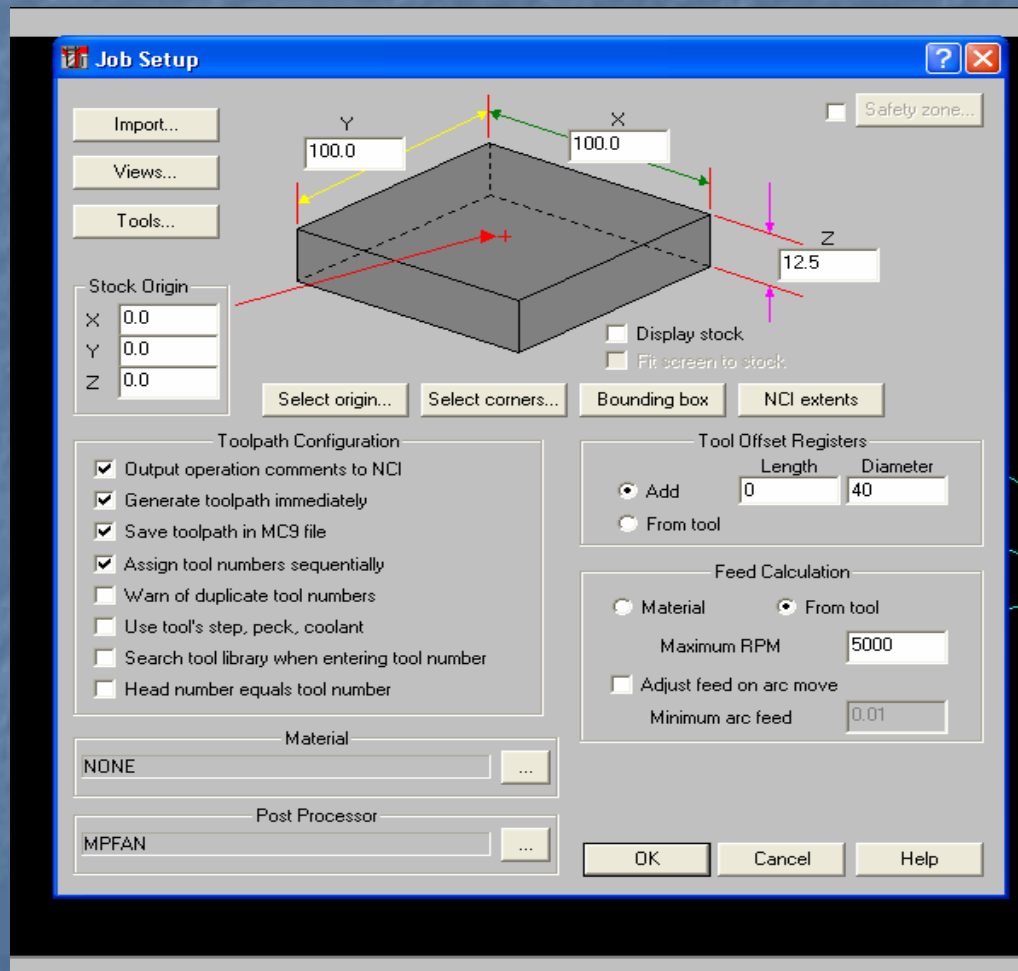 Job Setup
Import...
Views...
Tools...
Y
100.0
X
100.0
Safety zone...
Z
12.5
Stock Origin
X 0.0
Y 0.0
Z 0.0
Display stock
Fit screen to stock
Select origin...
Select corners...
Bounding box
NCI extents
Toolpath Configuration
Output operation comments to NCI
Generate toolpath immediately
Save toolpath in MC9 file
Assign tool numbers sequentially
Warn of duplicate tool numbers
Use tool's step, peck, coolant
Search tool library when entering tool number
Head number equals tool number
Tool Offset Registers
Length Diameter
Add 0 40
From tool
Feed Calculation
Material From tool
Maximum RPM 5000
Adjust feed on arc move
Minimum arc feed 0.01
Material
NONE ...
Post Processor
MPFAN ...
OK Cancel Help